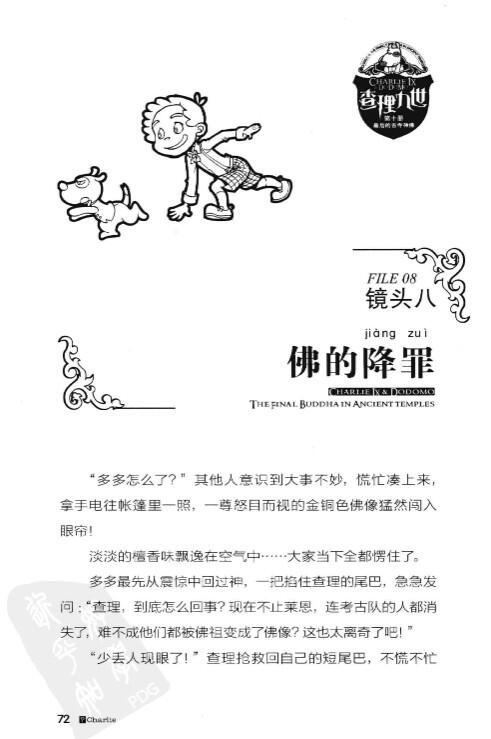 CHARLIE IX
& DODOMO
查理九世
第十册
最后的古寺神佛
FILE 08
镜头八
jiàng zuì
佛的降罪
CHARLIE IX & DODOMO
THE FINAL BUDDHA IN ANCIENT TEMPLES
“多多怎么了？”其他人意识到大事不妙，慌忙凑上来，
拿手电往帐篷里一照，一尊怒目而视的金铜色佛像猛然闯入
眼帘！
淡淡的檀香味飘逸在空气中……大家当下全都愣住了。
多多最先从震惊中回过神，一把掐住查理的尾巴，急急发
问：“查理，到底怎么回事？现在不止莱恩，连考古队的人都消
失了，难不成他们都被佛祖变成了佛像？这也太离奇了吧！”
“少丢人现眼了！”查理抢救回自己的短尾巴，不慌不忙
PDG
72 Charlie